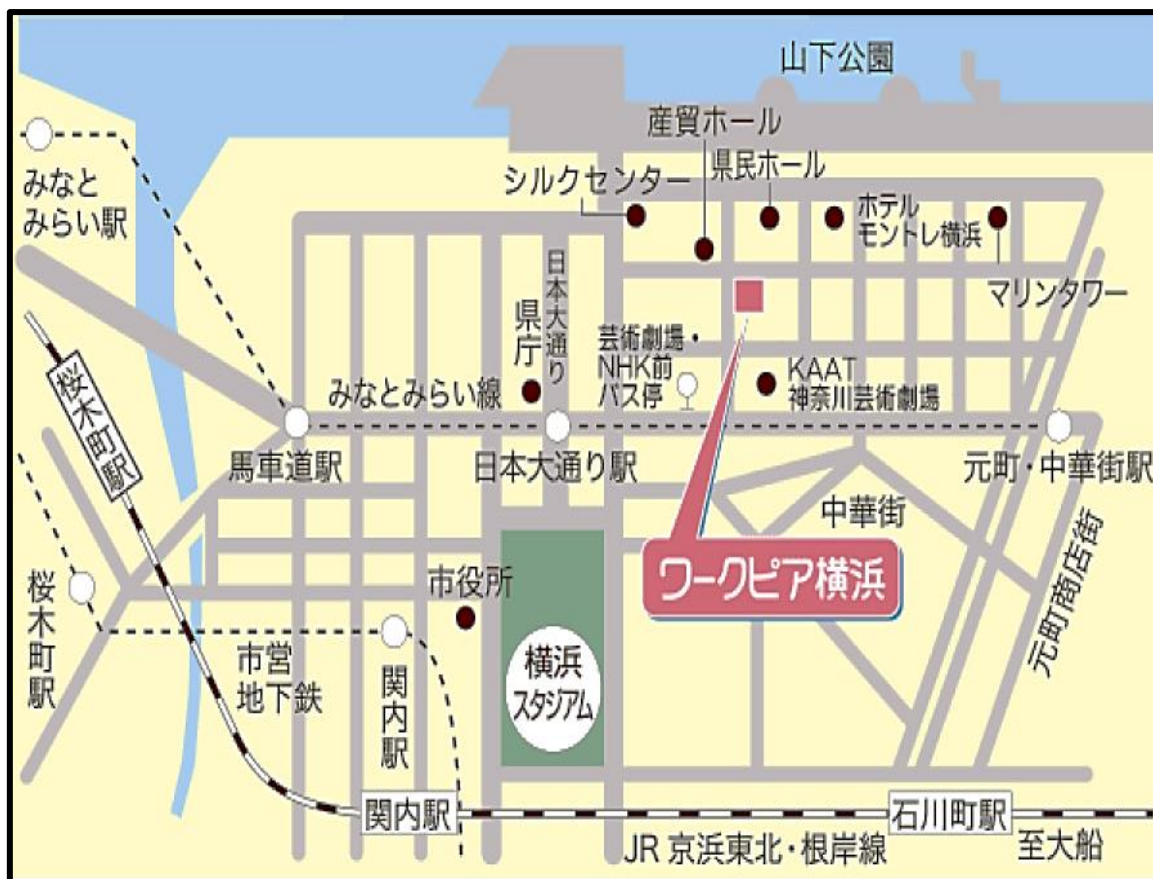 山下公園
産貿ホール
県民ホール
シルクセンター
みなと
みらい駅
ホテル
モントレ横浜
マリンタワー
日本大通り
県庁
芸術劇場・
NHK前
バス停
KAAT
神奈川芸術劇場
みなとみらい線
桜木町駅
馬車道駅
日本大通り駅
元町・中華街駅
中華街
ワークピア横浜
元町商店街
桜木町駅
市役所
市営
地下鉄
関内駅
横浜
スタジアム
関内駅
石川町駅
JR 京浜東北・根岸線
至大船